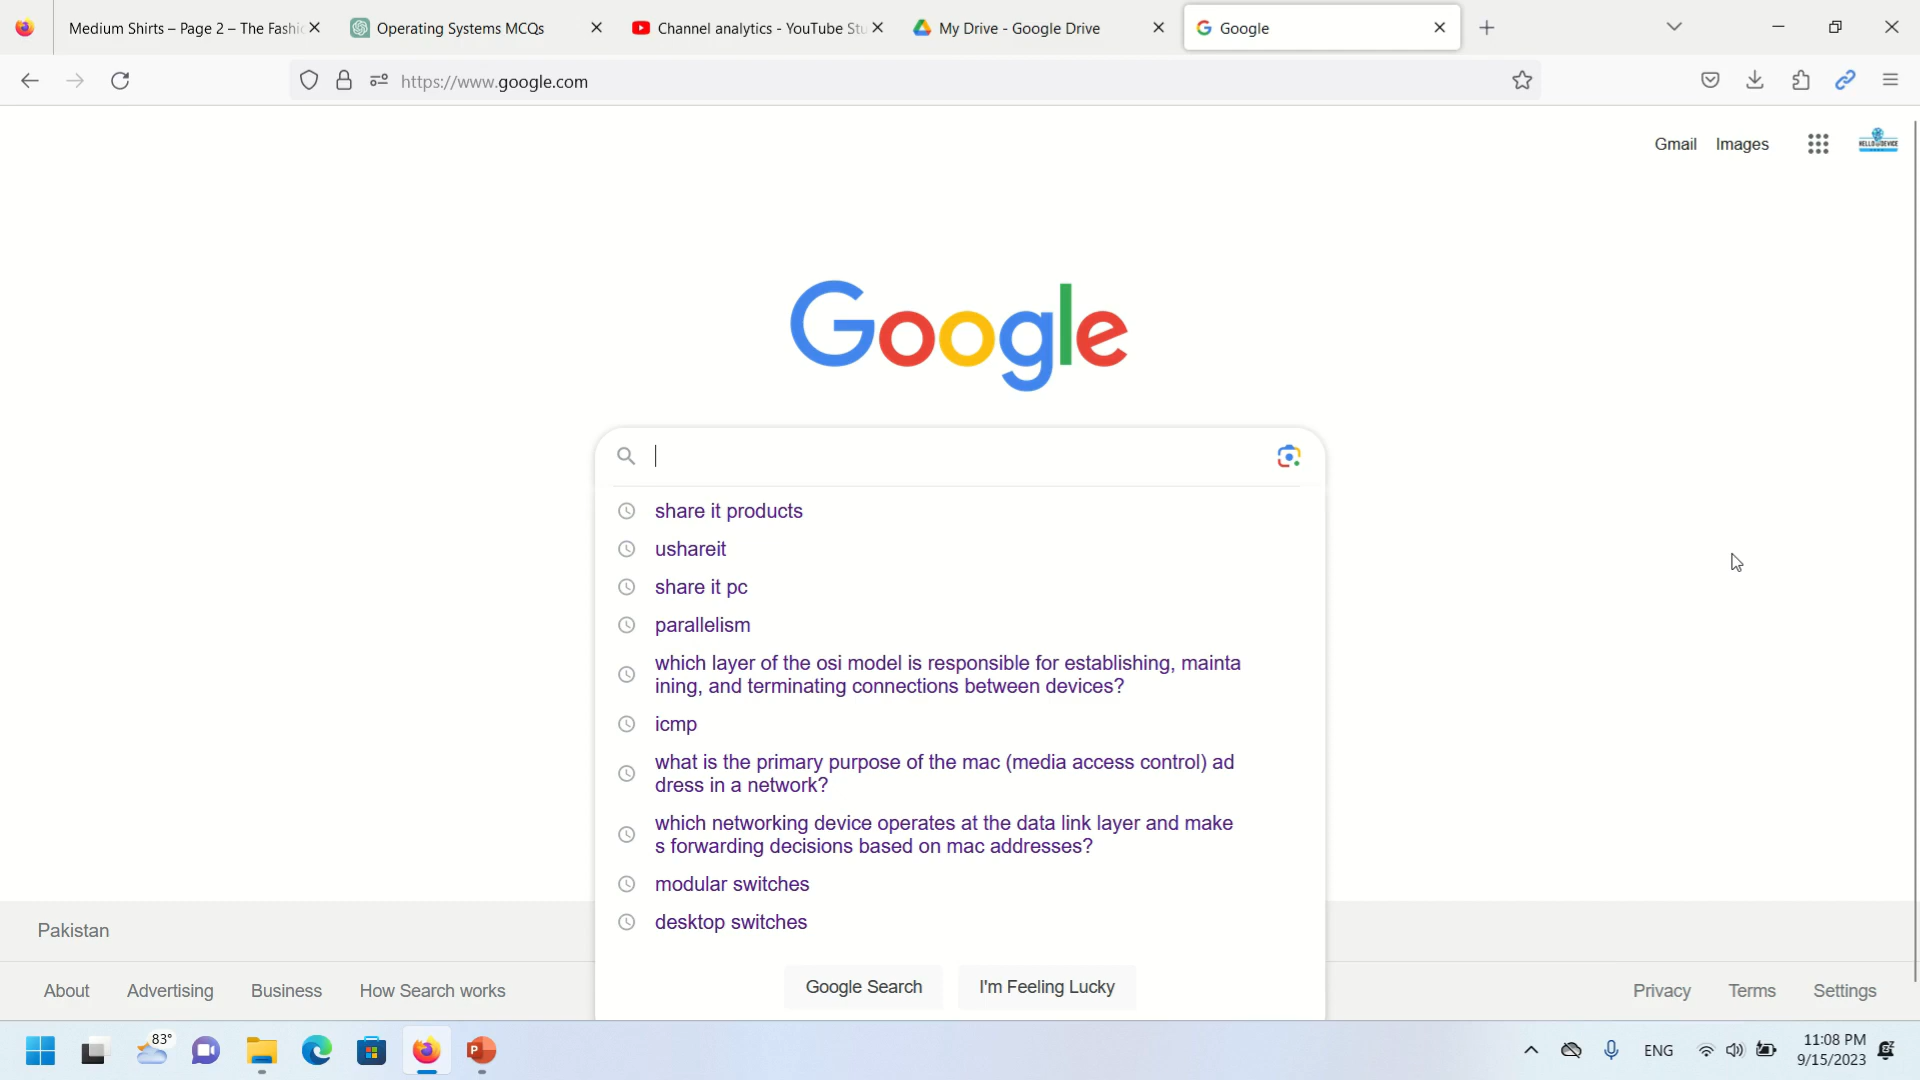 Medium Shirts – Page 2 – The Fashi
Operating Systems MCQs
Channel analytics - YouTube Stu
My Drive - Google Drive
Google
https://www.google.com
Gmail
Images
HELLO DEVICE
Google
share it products
ushareit
share it pc
parallelism
which layer of the osi model is responsible for establishing, mainta
ining, and terminating connections between devices?
icmp
what is the primary purpose of the mac (media access control) ad
dress in a network?
which networking device operates at the data link layer and make
s forwarding decisions based on mac addresses?
modular switches
desktop switches
Google Search
I'm Feeling Lucky
Pakistan
About
Advertising
Business
How Search works
Privacy
Terms
Settings
83°
ENG
11:08 PM
9/15/2023